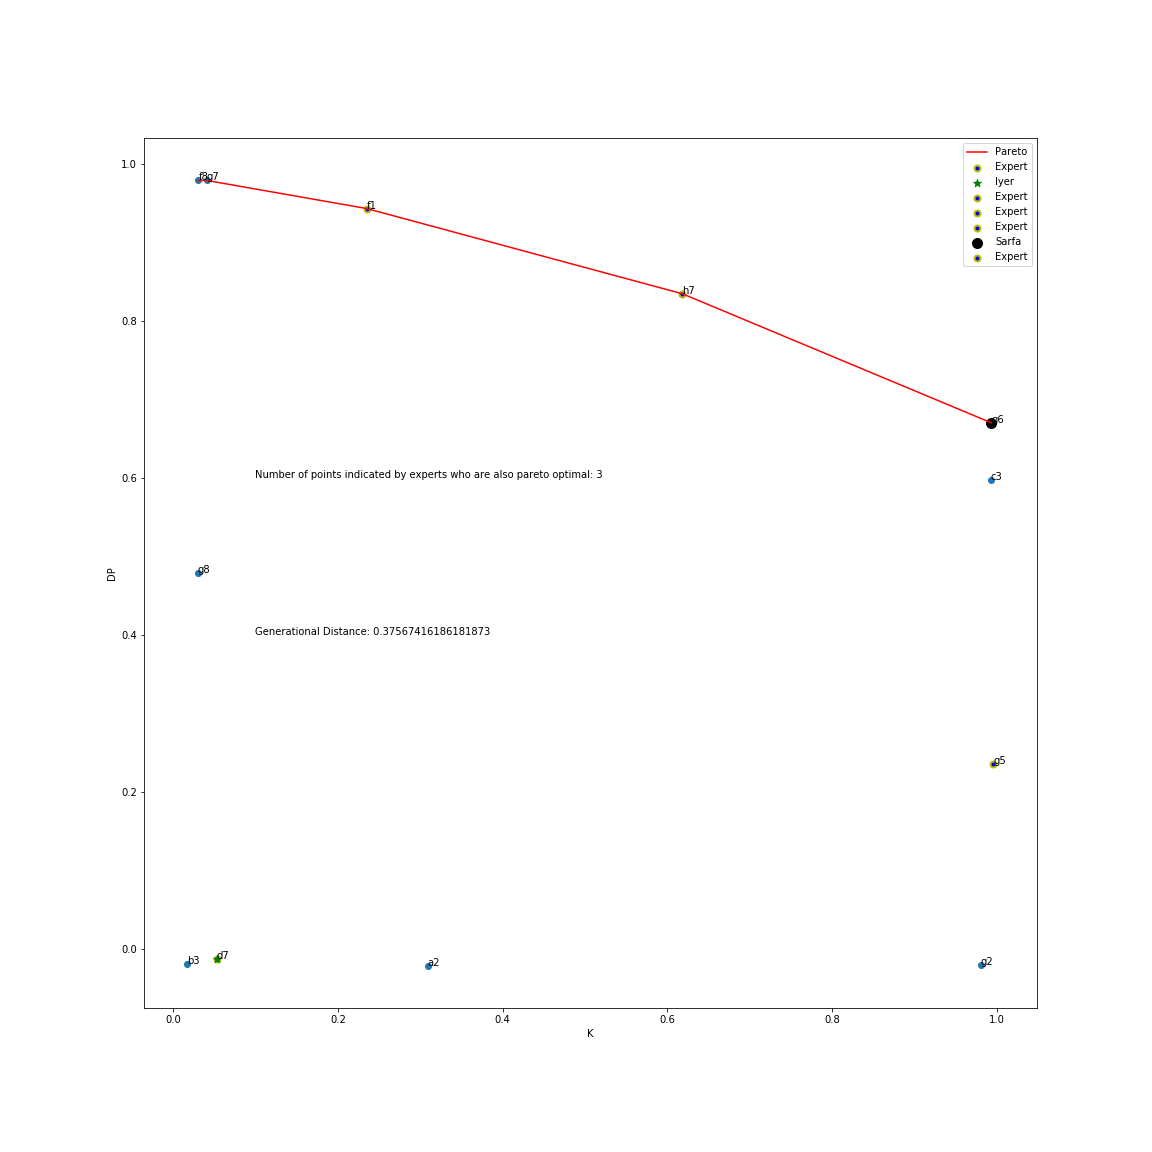 1.0
0.8
0.6
0.4
0.2
0.0
DP
0.0 0.2 0.4 0.6 0.8 1.0
K
Pareto
Expert
Iyer
Expert
Expert
Expert
Sarfa
Expert
f8 g7
f1
h7
g6
c3
Number of points indicated by experts who are also pareto optimal: 3
g8
Generational Distance: 0.37567416186181873
g5
b3 d7 a2 g2